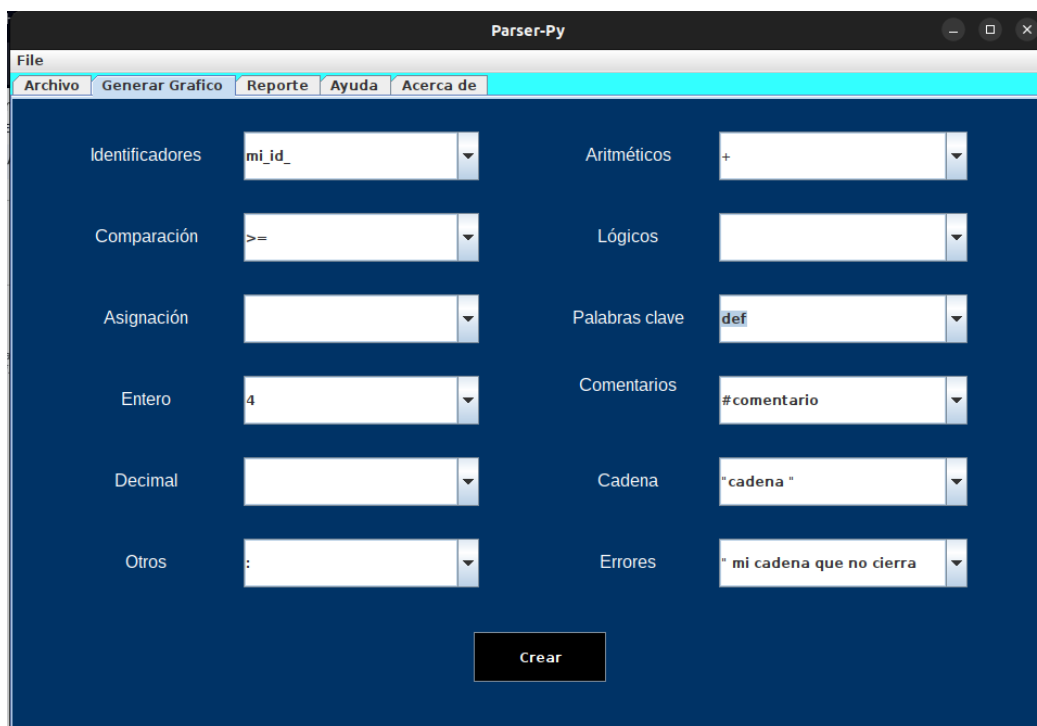 Parser-Py
File
Archivo Generar Grafico Reporte Ayuda Acerca de
Identificadores mi_id_ Aritméticos +
Comparación >= Lógicos
Asignación Palabras clave def
Entero 4 Comentarios #comentario
Decimal Cadena "cadena "
Otros : Errores " mi cadena que no cierra
Crear